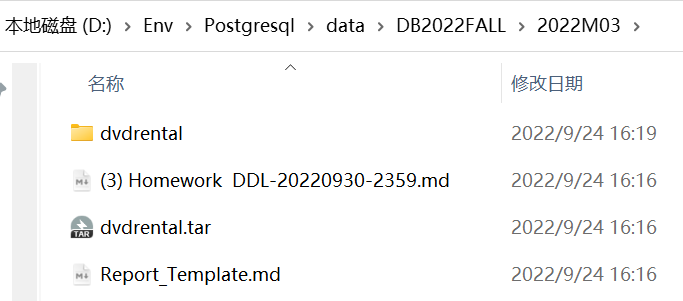 本地磁盘 (D:) > Env > Postgresql > data > DB2022FALL > 2022M03 >
名称 修改日期
dvdrental 2022/9/24 16:19
(3) Homework DDL-20220930-2359.md 2022/9/24 16:16
TAR dvdrental.tar 2022/9/24 16:16
Report_Template.md 2022/9/24 16:16